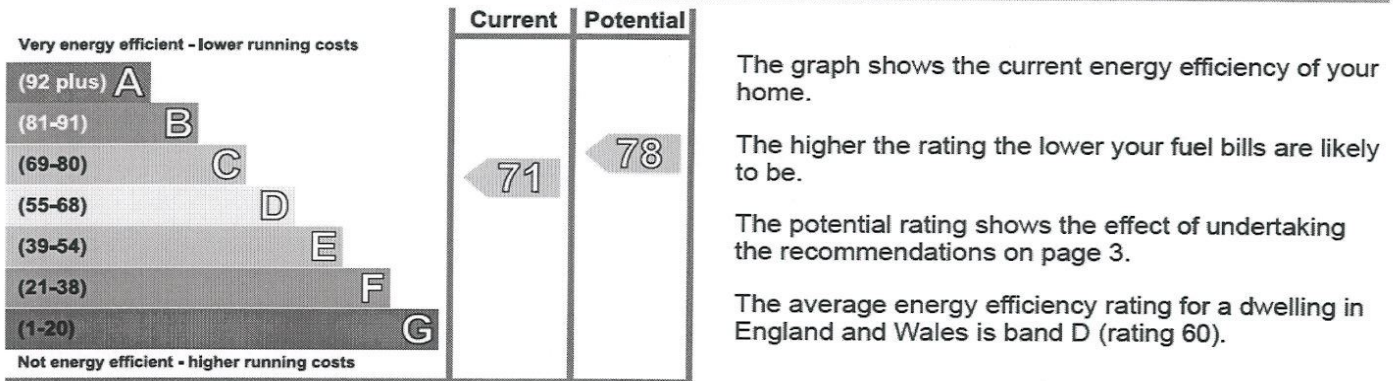 Current Potential
Very energy efficient - lower running costs
(92 plus) A
(81-91) B
(69-80) C
(55-68) D
(39-54) E
(21-38) F
(1-20) G
Not energy efficient - higher running costs
71
78
The graph shows the current energy efficiency of your
home.
The higher the rating the lower your fuel bills are likely
to be.
The potential rating shows the effect of undertaking
the recommendations on page 3.
The average energy efficiency rating for a dwelling in
England and Wales is band D (rating 60).